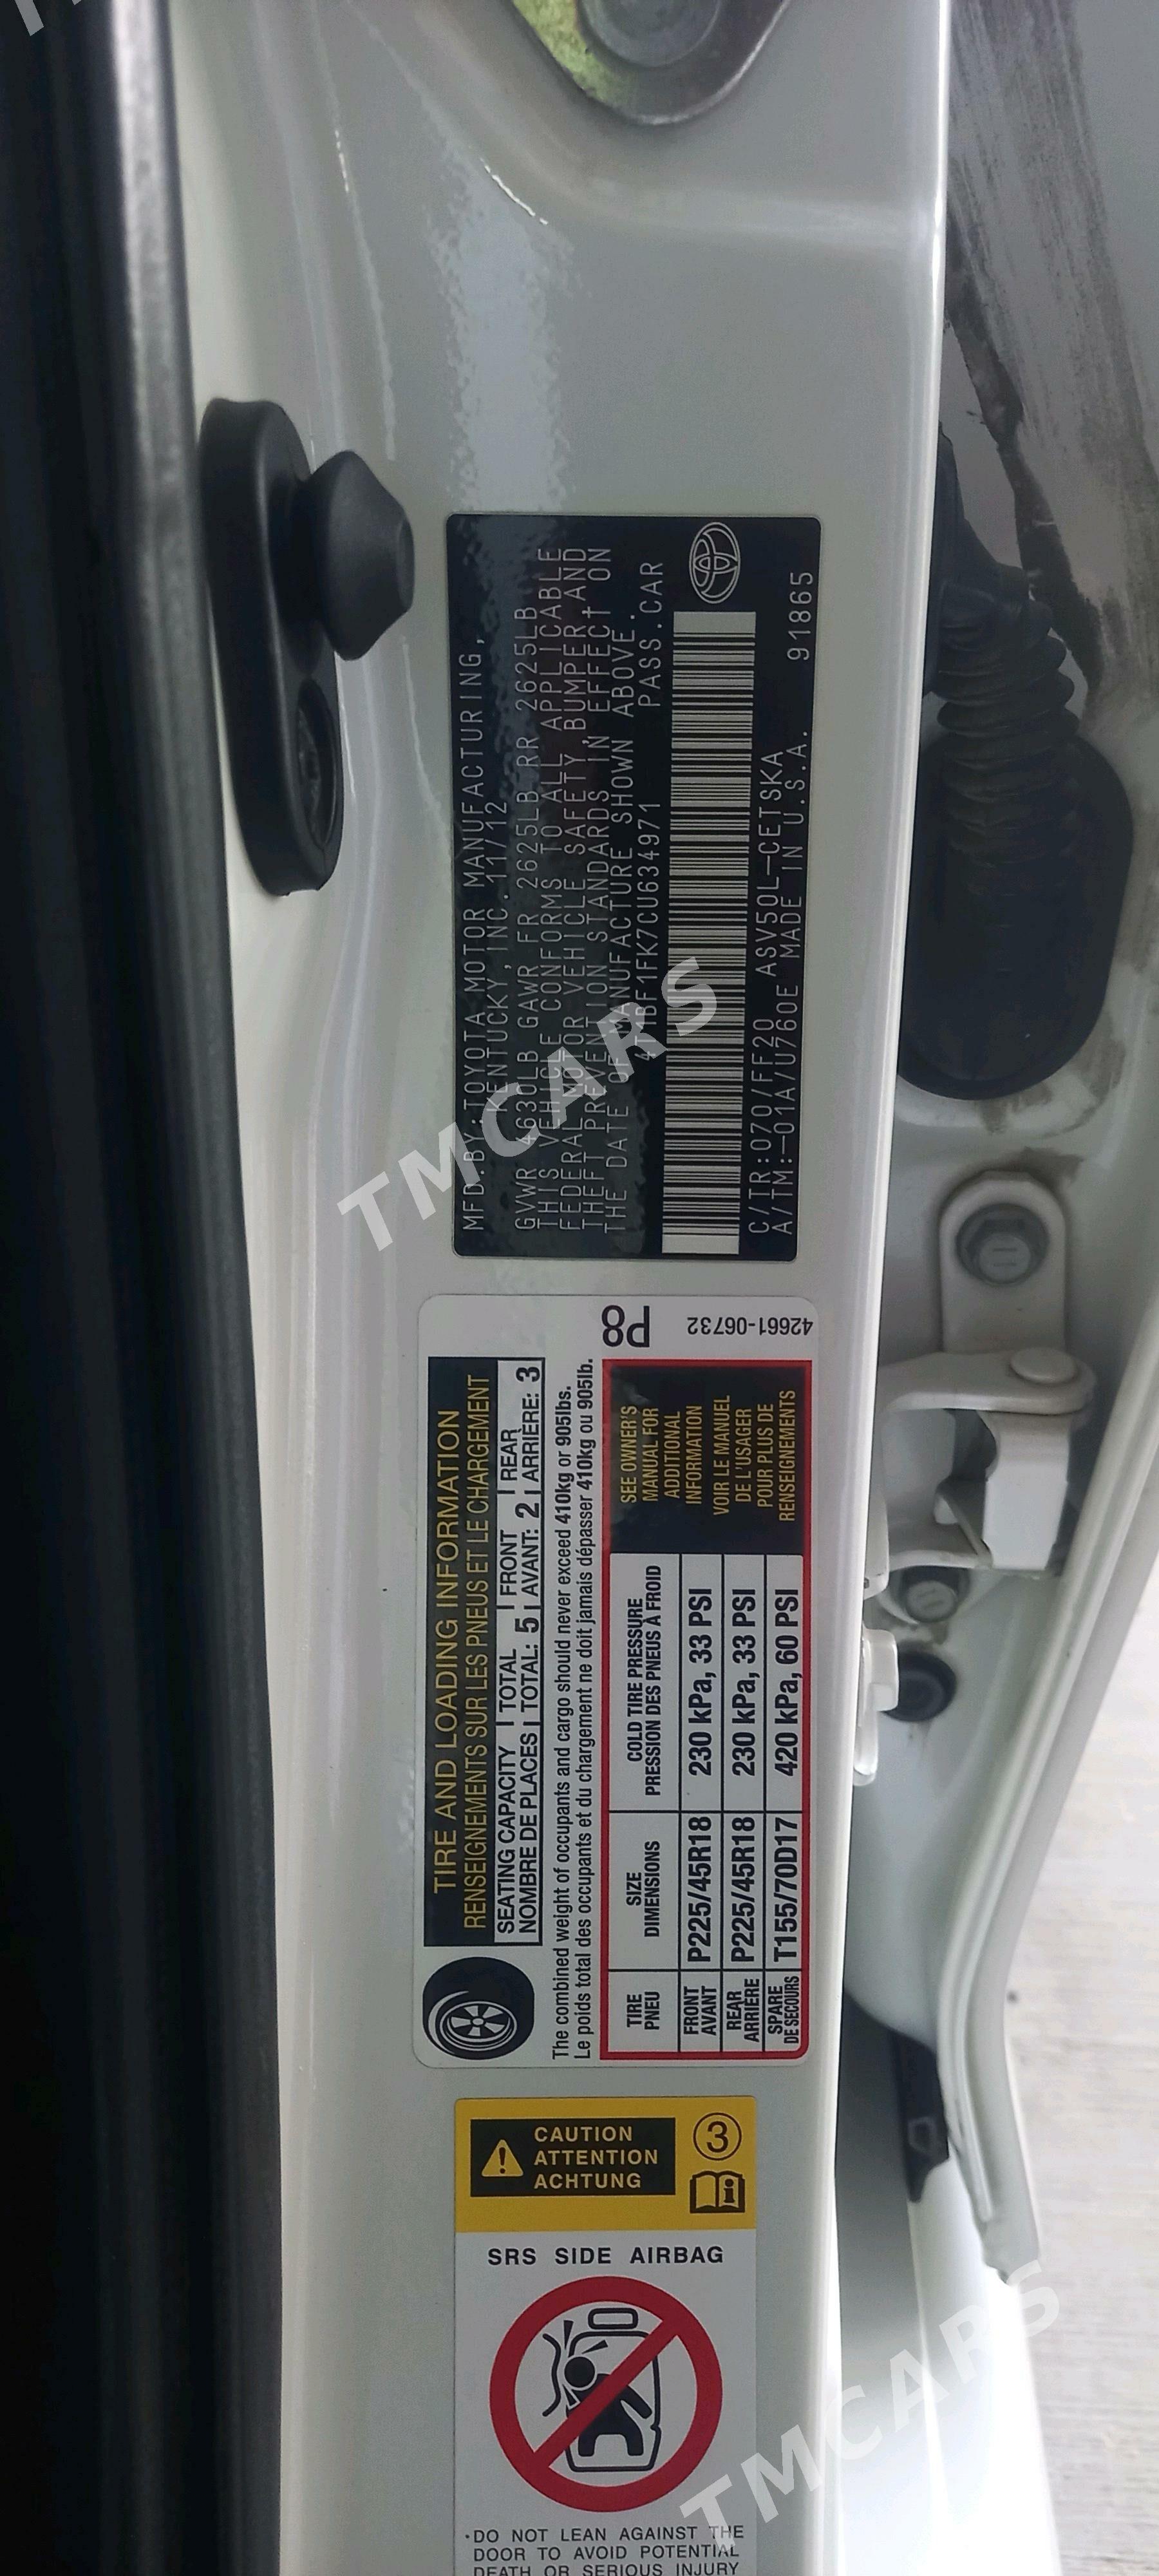 MFD.BY:TOYOTA MOTOR MANUFACTURING,
KENTUCKY, INC. 11/12
GVWR 4630LB GAWR FR 2625LB RR 2625LB
THIS VEHICLE CONFORMS TO ALL APPLICABLE
FEDERAL MOTOR VEHICLE SAFETY, BUMPER, AND
THEFT PREVENTION STANDARDS IN EFFECT ON
THE DATE OF MANUFACTURE SHOWN ABOVE.
BF1FK7CU634971 PASS.CAR
C/TR:070/FF20 ASV50L-CETSKA
A/TM:-01A/U760E MADE IN U.S.A. 91865
TMCARS
TIRE AND LOADING INFORMATION
RENSEIGNEMENTS SUR LES PNEUS ET LE CHARGEMENT
SEATING CAPACITY TOTAL FRONT REAR
NOMBRE DE PLACES TOTAL: 5 AVANT: 2 ARRIÈRE: 3
The combined weight of occupants and cargo should never exceed 410kg or 905lbs.
Le poids total des occupants et du chargement ne doit jamais dépasser 410kg ou 905lb.
TIRE SIZE COLD TIRE PRESSURE
PNEU DIMENSIONS PRESSION DES PNEUS À FROID
FRONT
AVANT P225/45R18 230 kPa, 33 PSI
REAR
ARRIÈRE P225/45R18 230 kPa, 33 PSI
SPARE
DE SECOURS T155/70D17 420 kPa, 60 PSI
SEE OWNER'S
MANUAL FOR
ADDITIONAL
INFORMATION
VOIR LE MANUEL
DE L'USAGER
POUR PLUS DE
RENSEIGNEMENTS
P8
42661-06732
CAUTION
ATTENTION
ACHTUNG
3
SRS SIDE AIRBAG
•DO NOT LEAN AGAINST THE
DOOR TO AVOID POTENTIAL
DEATH OR SERIOUS INJURY
TMCARS